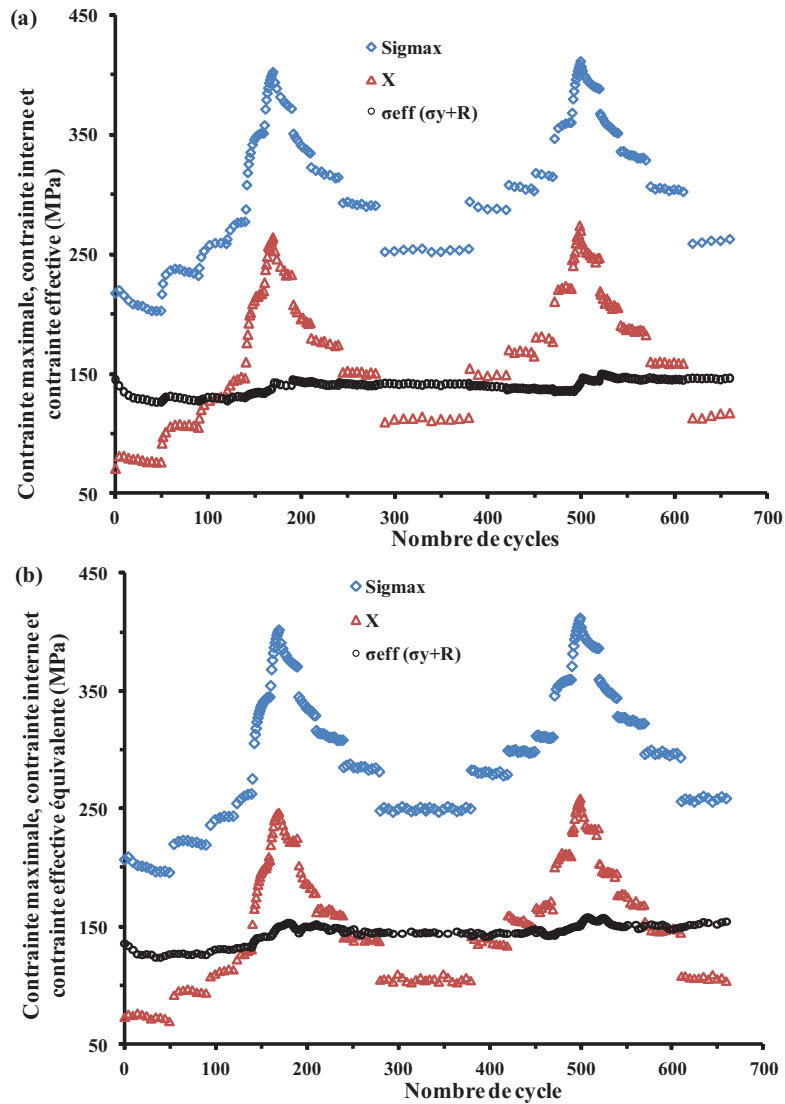 (a)
450
350
250
150
50
0
100
200
300
400
500
600
700
Contrainte maximale, contrainte interne et
contrainte effective (MPa)
Sigmax
X
σeff (σy+R)
Nombre de cycles
(b)
450
350
250
150
50
0
100
200
300
400
500
600
700
Contrainte maximale, contrainte interne et
contrainte effective équivalente (MPa)
Sigmax
X
σeff (σy+R)
Nombre de cycle